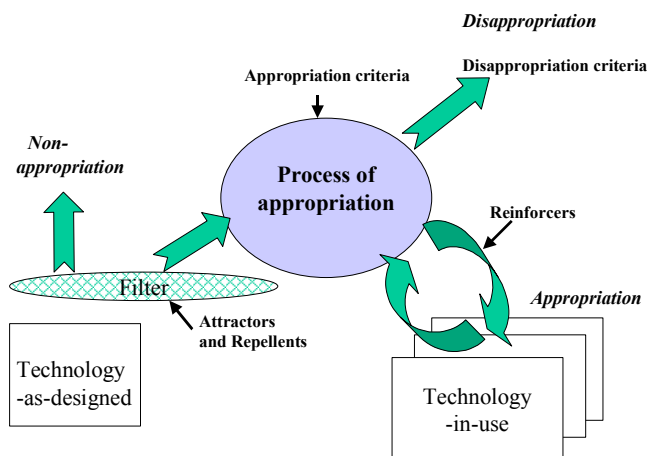 Disappropriation
Disappropriation criteria
Appropriation criteria
Non-
appropriation
Process of
appropriation
Reinforcers
Filter
Appropriation
Attractors
and Repellents
Technology
-as-designed
Technology
-in-use